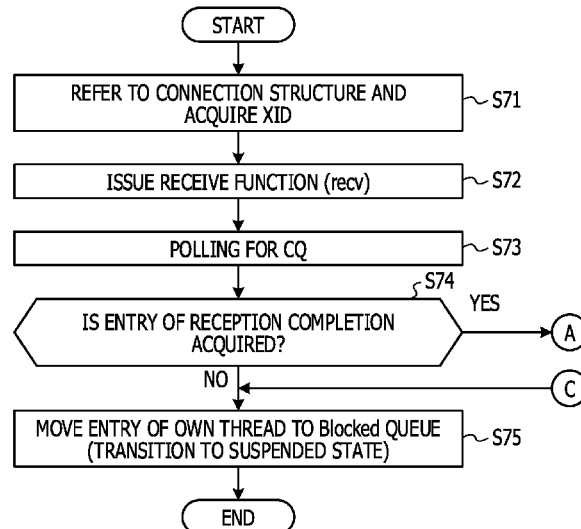 START
REFER TO CONNECTION STRUCTURE AND
ACQUIRE XID
S71
ISSUE RECEIVE FUNCTION (recv)
S72
POLLING FOR CQ
S73
S74
IS ENTRY OF RECEPTION COMPLETION
ACQUIRED?
YES
A
NO
C
MOVE ENTRY OF OWN THREAD TO Blocked QUEUE
(TRANSITION TO SUSPENDED STATE)
S75
END